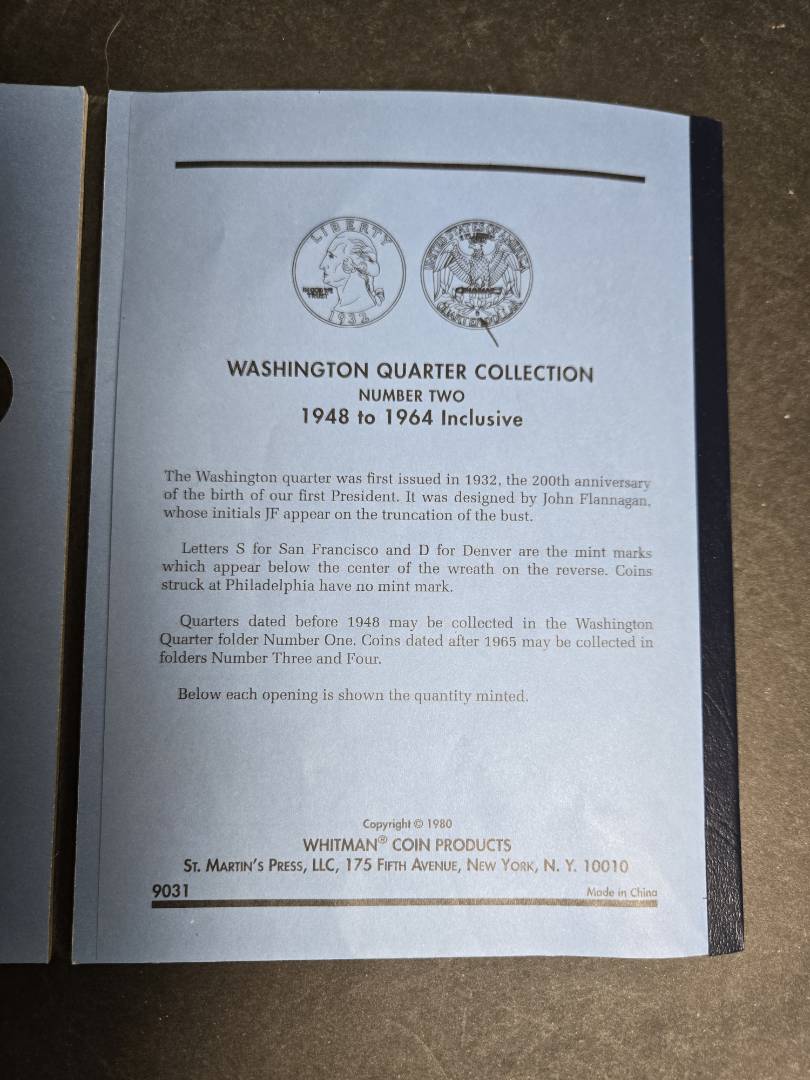 LIBERTY
1932
WASHINGTON QUARTER COLLECTION
NUMBER TWO
1948 to 1964 Inclusive
The Washington quarter was first issued in 1932, the 200th anniversary
of the birth of our first President. It was designed by John Flannagan,
whose initials JF appear on the truncation of the bust.
Letters S for San Francisco and D for Denver are the mint marks
which appear below the center of the wreath on the reverse. Coins
struck at Philadelphia have no mint mark.
Quarters dated before 1948 may be collected in the Washington
Quarter folder Number One. Coins dated after 1965 may be collected in
folders Number Three and Four.
Below each opening is shown the quantity minted.
Copyright © 1980
WHITMAN® COIN PRODUCTS
ST. MARTIN'S PRESS, LLC, 175 FIFTH AVENUE, NEW YORK, N. Y. 10010
9031
Made in China